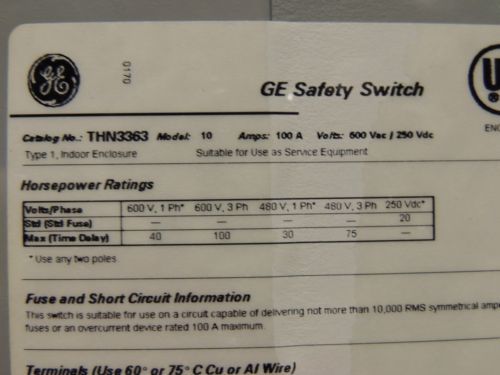 GE
0170
GE Safety Switch
U
Catalog No.: THN3363 Model: 10 Amps: 100 A Volts: 600 Vac / 250 Vdc
Type 1, Indoor Enclosure Suitable for Use as Service Equipment
ENC
Horsepower Ratings
Volts/Phase 600 V, 1 Ph* 600 V, 3 Ph 480 V, 1 Ph* 480 V, 3 Ph 250 Vdc*
Std (Std Fuse) — — — — 20
Max (Time Delay) 40 100 30 75 —
* Use any two poles.
Fuse and Short Circuit Information
This switch is suitable for use on a circuit capable of delivering not more than 10,000 RMS symmetrical ampe
fuses or an overcurrent device rated 100 A maximum.
Terminals (Use 60° or 75° C Cu or Al Wire)